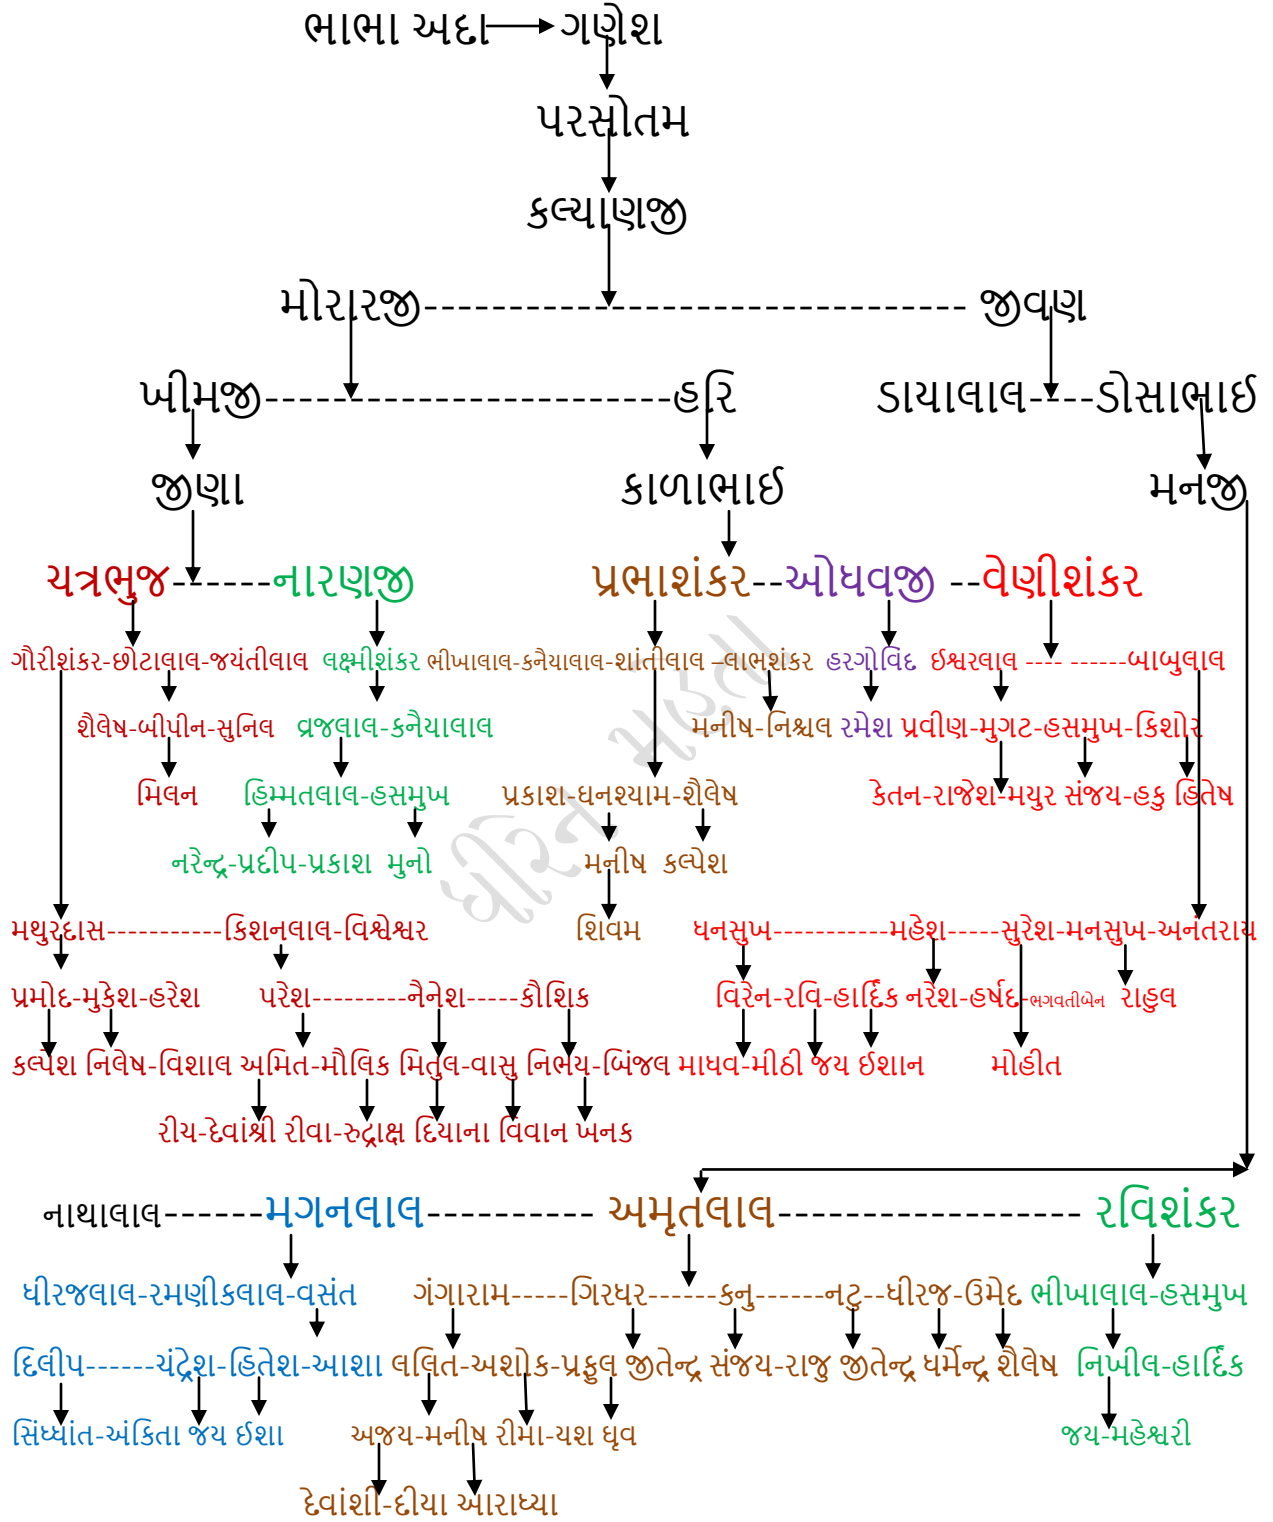 ભાભા અદા ગણેશ
પરસોતમ
કલ્યાણજી
મોરારજી------------------------------------ જીવણ
ખીમજી---------------------------હરિ ડાયાલાલ----ડોસાભાઈ
જીણા કાળાભાઈ મનજી
ચત્રભુજ------નારણજી પ્રભાશંકર--ઓધવજી --વેણીશંકર
ગૌરીશંકર-છોટાલાલ-જયંતીલાલ લક્ષ્મીશંકર ભીખાલાલ-કનૈયાલાલ-શાંતીલાલ –લાભશંકર હરગોવિંદ ઈશ્વરલાલ ---- ------બાબુલાલ
શૈલેષ-બીપીન-સુનિલ વ્રજલાલ-કનૈયાલાલ મનીષ-નિશ્ચલ રમેશ પ્રવીણ-મુગટ-હસમુખ-કિશોર
મિલન હિમ્મતલાલ-હસમુખ પ્રકાશ-ઘનશ્યામ-શૈલેષ કેતન-રાજેશ-મયુર સંજય-હકુ હિતેષ
નરેન્દ્ર-પ્રદીપ-પ્રકાશ મુનો મનીષ કલ્પેશ
મથુરદાસ-----------કિશનલાલ-વિશ્વેશ્વર શિવમ ધનસુખ-----------મહેશ-----સુરેશ-મનસુખ-અનંતરાય
પ્રમોદ-મુકેશ-હરેશ પરેશ---------નૈનેશ-----કૌશિક વિરેન-રવિ-હાર્દિક નરેશ-હર્ષદ-ભગવતીબેન રાહુલ
કલ્પેશ નિલેષ-વિશાલ અમિત-મૌલિક મિતુલ-વાસુ નિર્ભય-બિંજલ માધવ-મીઠી જય ઈશાન મોહીત
રીચ-દેવાંશ્રી રીવા-રુદ્રાક્ષ દિયાના વિવાન ખનક
નાથાલાલ------મગનલાલ---------- અમૃતલાલ------------------ રવિશંકર
ધીરજલાલ-રમણીકલાલ-વસંત ગંગારામ-----ગિરધર------કનુ------નટુ--ધીરજ-ઉમેદ ભીખાલાલ-હસમુખ
દિલીપ------ચંદ્રેશ-હિતેશ-આશા લલિત-અશોક-પ્રફુલ જીતેન્દ્ર સંજય-રાજુ જીતેન્દ્ર ધર્મેન્દ્ર શૈલેષ નિખીલ-હાર્દિક
સિંધ્ધાંત-અંકિતા જય ઈશા અજય-મનીષ રીમા-યશ ધૃવ જય-મહેશ્વરી
દેવાંશી-દીયા આરાધ્યા
ધીરિન મહેતા